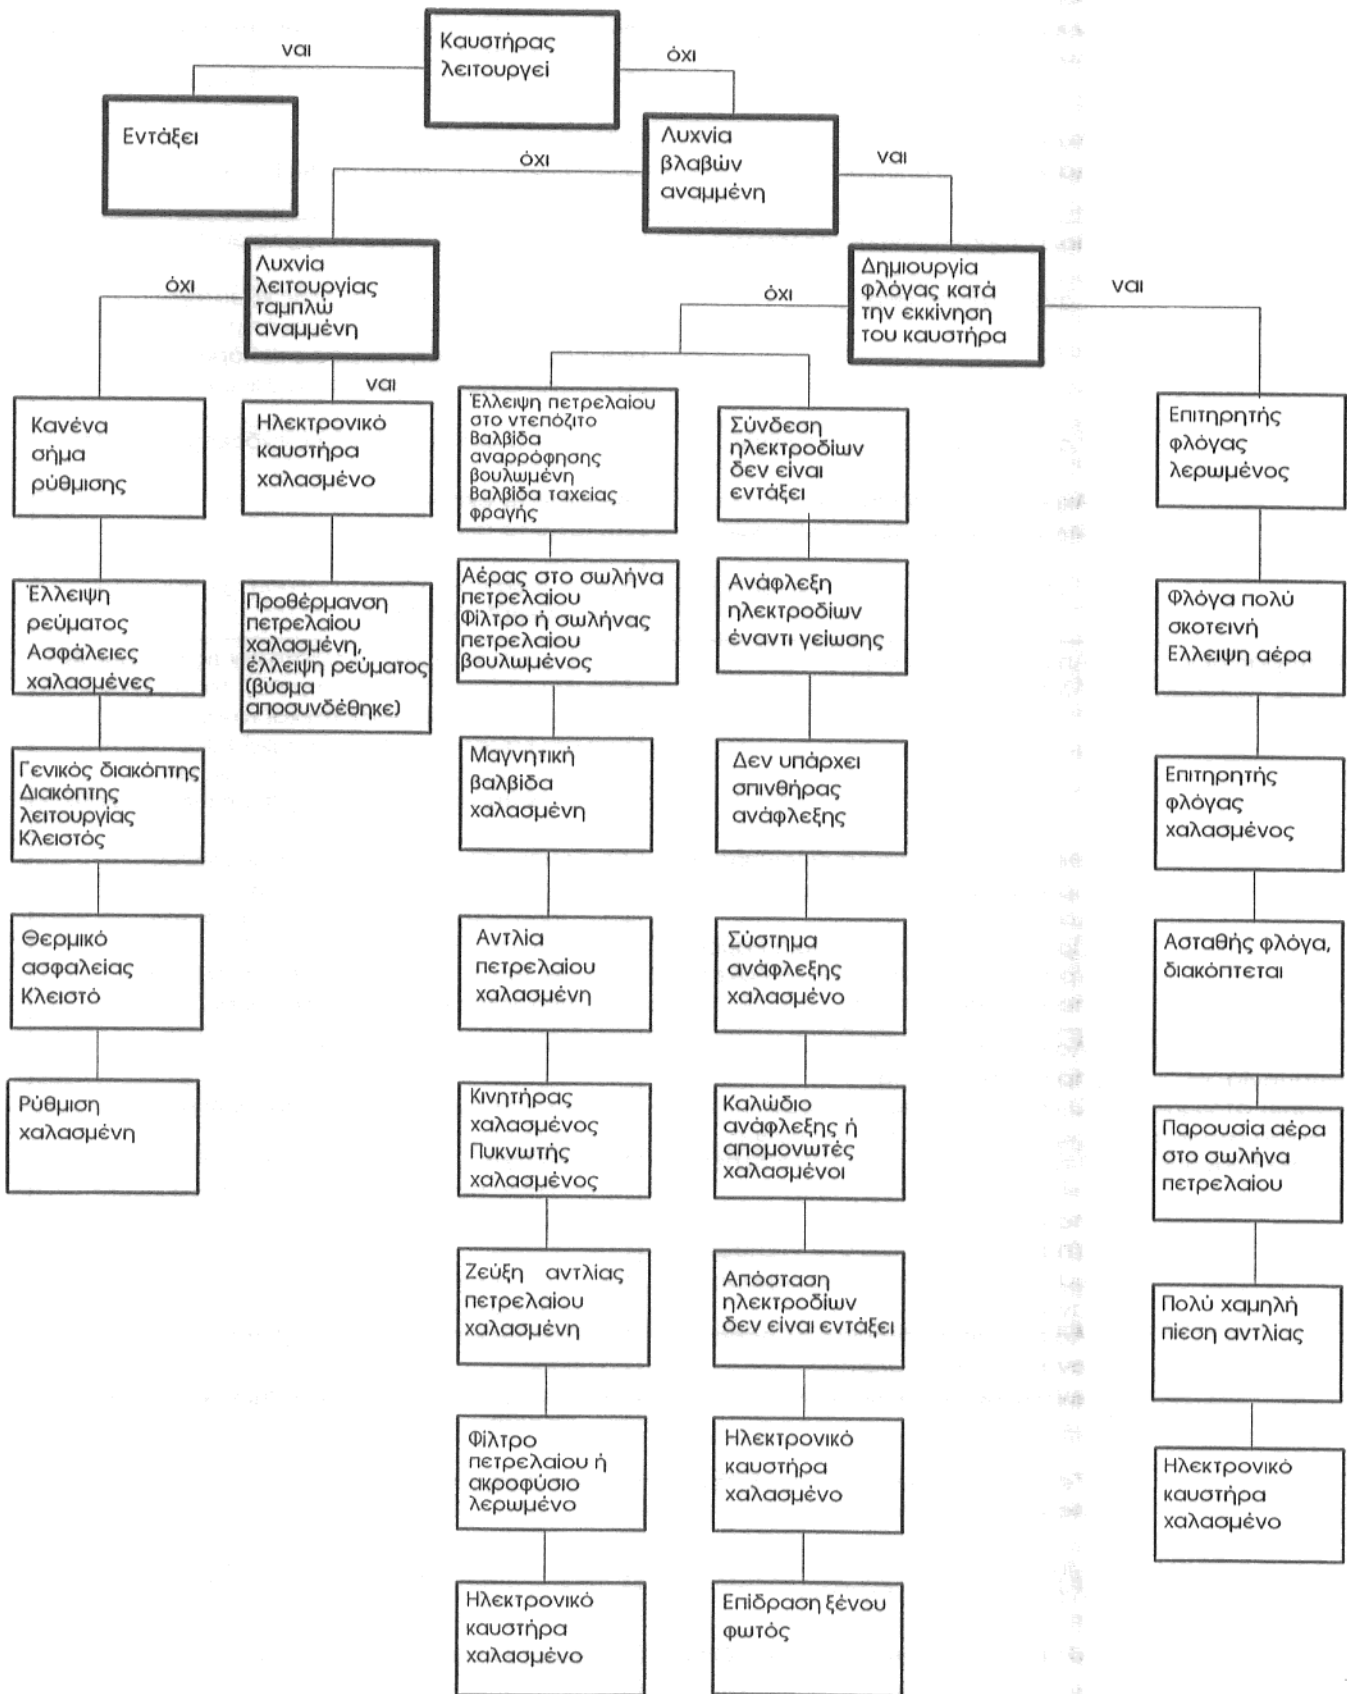 Καυστήρας
λειτουργεί
ναι
όχι
Εντάξει
Λυχνία
βλαβών
αναμμένη
όχι
ναι
Λυχνία
λειτουργίας
ταμπλώ
αναμμένη
όχι
ναι
Δημιουργία
φλόγας κατά
την εκκίνηση
του καυστήρα
όχι
ναι
Κανένα
σήμα
ρύθμισης
Έλλειψη
ρεύματος
Ασφάλειες
χαλασμένες
Γενικός διακόπτης
Διακόπτης
λειτουργίας
Κλειστός
Θερμικό
ασφαλείας
Κλειστό
Ρύθμιση
χαλασμένη
Ηλεκτρονικό
καυστήρα
χαλασμένο
Προθέρμανση
πετρελαίου
χαλασμένη,
έλλειψη ρεύματος
(βύσμα
αποσυνδέθηκε)
Έλλειψη πετρελαίου
στο ντεπόζιτο
Βαλβίδα
αναρρόφησης
βουλωμένη
Βαλβίδα ταχείας
φραγής
Αέρας στο σωλήνα
πετρελαίου
Φίλτρο ή σωλήνας
πετρελαίου
βουλωμένος
Μαγνητική
βαλβίδα
χαλασμένη
Αντλία
πετρελαίου
χαλασμένη
Κινητήρας
χαλασμένος
Πυκνωτής
χαλασμένος
Ζεύξη αντλίας
πετρελαίου
χαλασμένη
Φίλτρο
πετρελαίου ή
ακροφύσιο
λερωμένο
Ηλεκτρονικό
καυστήρα
χαλασμένο
Σύνδεση
ηλεκτροδίων
δεν είναι
εντάξει
Ανάφλεξη
ηλεκτροδίων
έναντι γείωσης
Δεν υπάρχει
σπινθήρας
ανάφλεξης
Σύστημα
ανάφλεξης
χαλασμένο
Καλώδιο
ανάφλεξης ή
απομονωτές
χαλασμένοι
Απόσταση
ηλεκτροδίων
δεν είναι εντάξει
Ηλεκτρονικό
καυστήρα
χαλασμένο
Επίδραση ξένου
φωτός
Επιτηρητής
φλόγας
λερωμένος
Φλόγα πολύ
σκοτεινή
Ελλειψη αέρα
Επιτηρητής
φλόγας
χαλασμένος
Ασταθής φλόγα,
διακόπτεται
Παρουσία αέρα
στο σωλήνα
πετρελαίου
Πολύ χαμηλή
πίεση αντλίας
Ηλεκτρονικό
καυστήρα
χαλασμένο